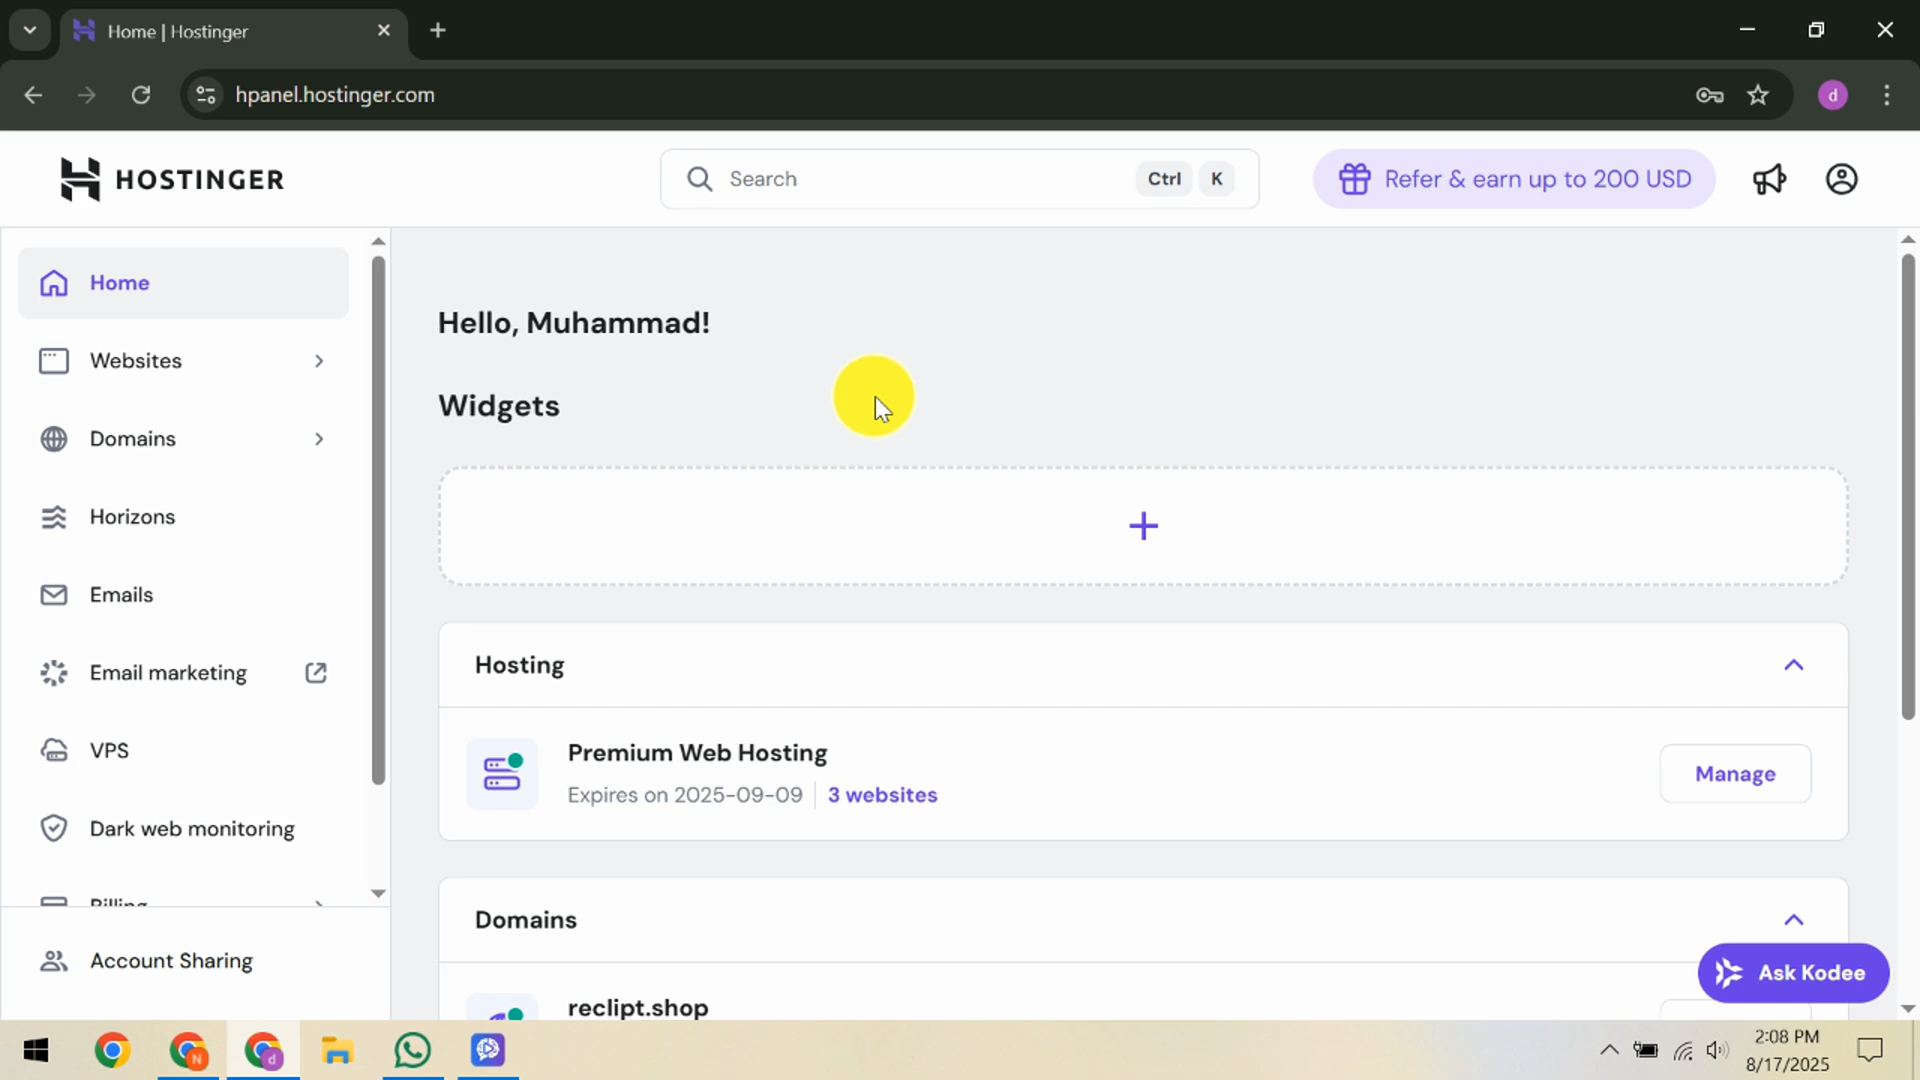 Home | Hostinger
hpanel.hostinger.com
d
HOSTINGER
Search
Ctrl
K
Refer & earn up to 200 USD
Home
Websites
Domains
Horizons
Emails
Email marketing
VPS
Dark web monitoring
Billing
Account Sharing
Hello, Muhammad!
Widgets
Hosting
Premium Web Hosting
Expires on 2025-09-09
3 websites
Manage
Domains
reclipt.shop
Ask Kodee
N
d
2:08 PM
8/17/2025